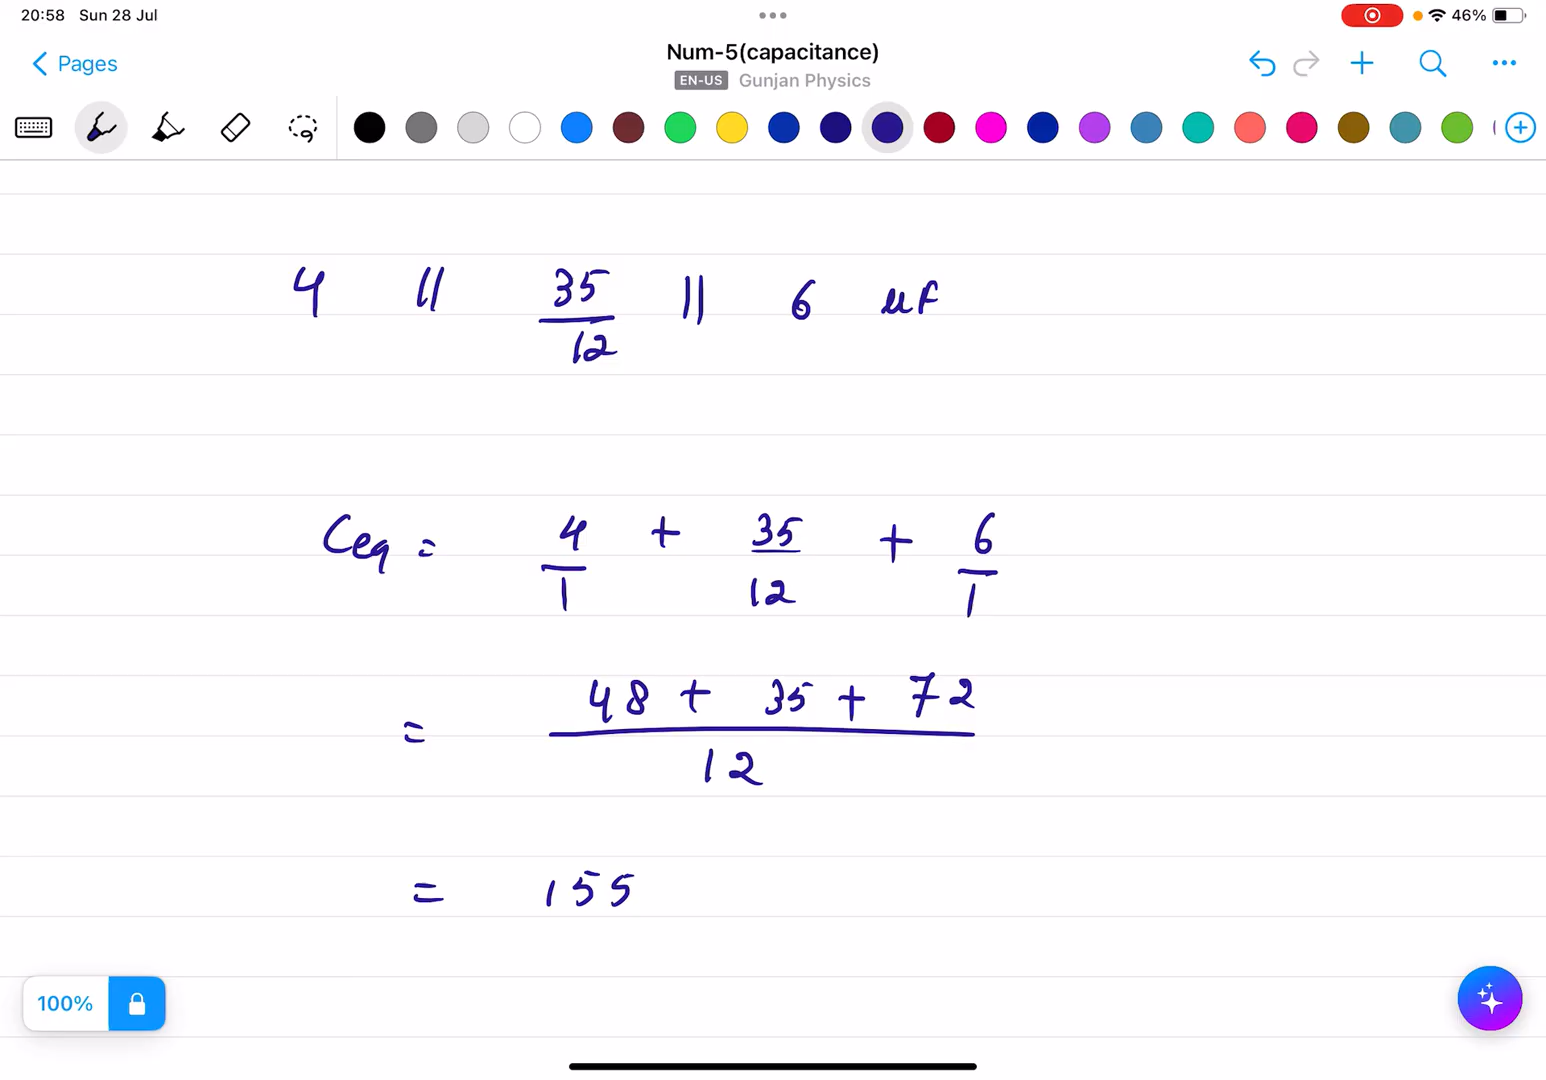 20:58 Sun 28 Jul
46%
Pages
Num-5(capacitance)
EN-US Gunjan Physics
4 || 35/12 || 6 μF
Ceq = 4/1 + 35/12 + 6/1
= 48 + 35 + 72 / 12
= 155
100%